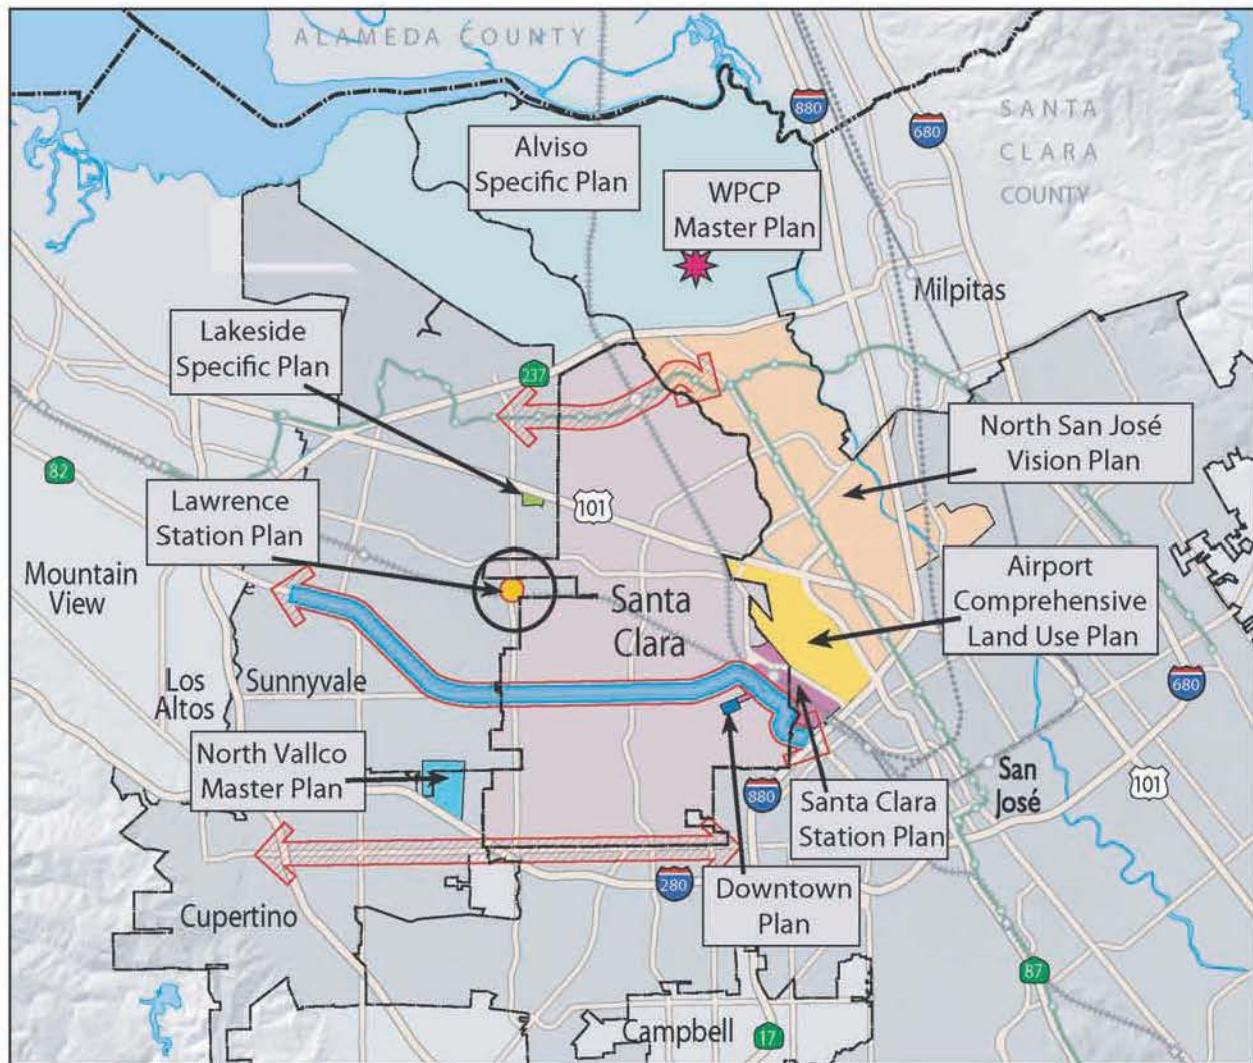 ALAMEDA COUNTY
880
680
SANTA
CLARA
COUNTY
Alviso
Specific Plan
WPCP
Master Plan
Milpitas
Lakeside
Specific Plan
237
North San José
Vision Plan
82
Lawrence
Station Plan
101
Mountain
View
Santa
Clara
Airport
Comprehensive
Land Use Plan
Los
Altos
Sunnyvale
680
North Vallco
Master Plan
880
Santa Clara
Station Plan
San
José
101
280
Downtown
Plan
Cupertino
87
Campbell
17